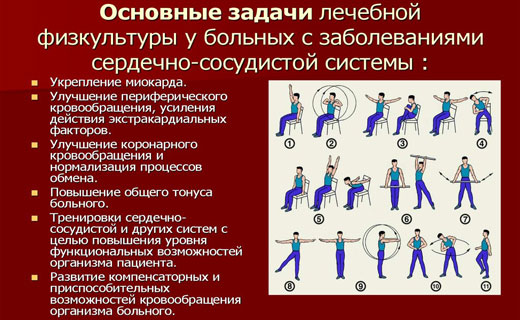 Основные задачи лечебной
физкультуры у больных с заболеваниями
сердечно-сосудистой системы :
Укрепление миокарда.
Улучшение периферического
кровообращения, усиления
действия экстракардиальных
факторов.
Улучшение коронарного
кровообращения и
нормализация процессов
обмена.
Повышение общего тонуса
больного.
Тренировки сердечно-
сосудистой и других систем с
целью повышения уровня
функциональных возможностей
организма пациента.
Развитие компенсаторных и
приспособительных
возможностей кровообращения
организма больного.
1 2 3 4
5 6 7
8 9 10 11